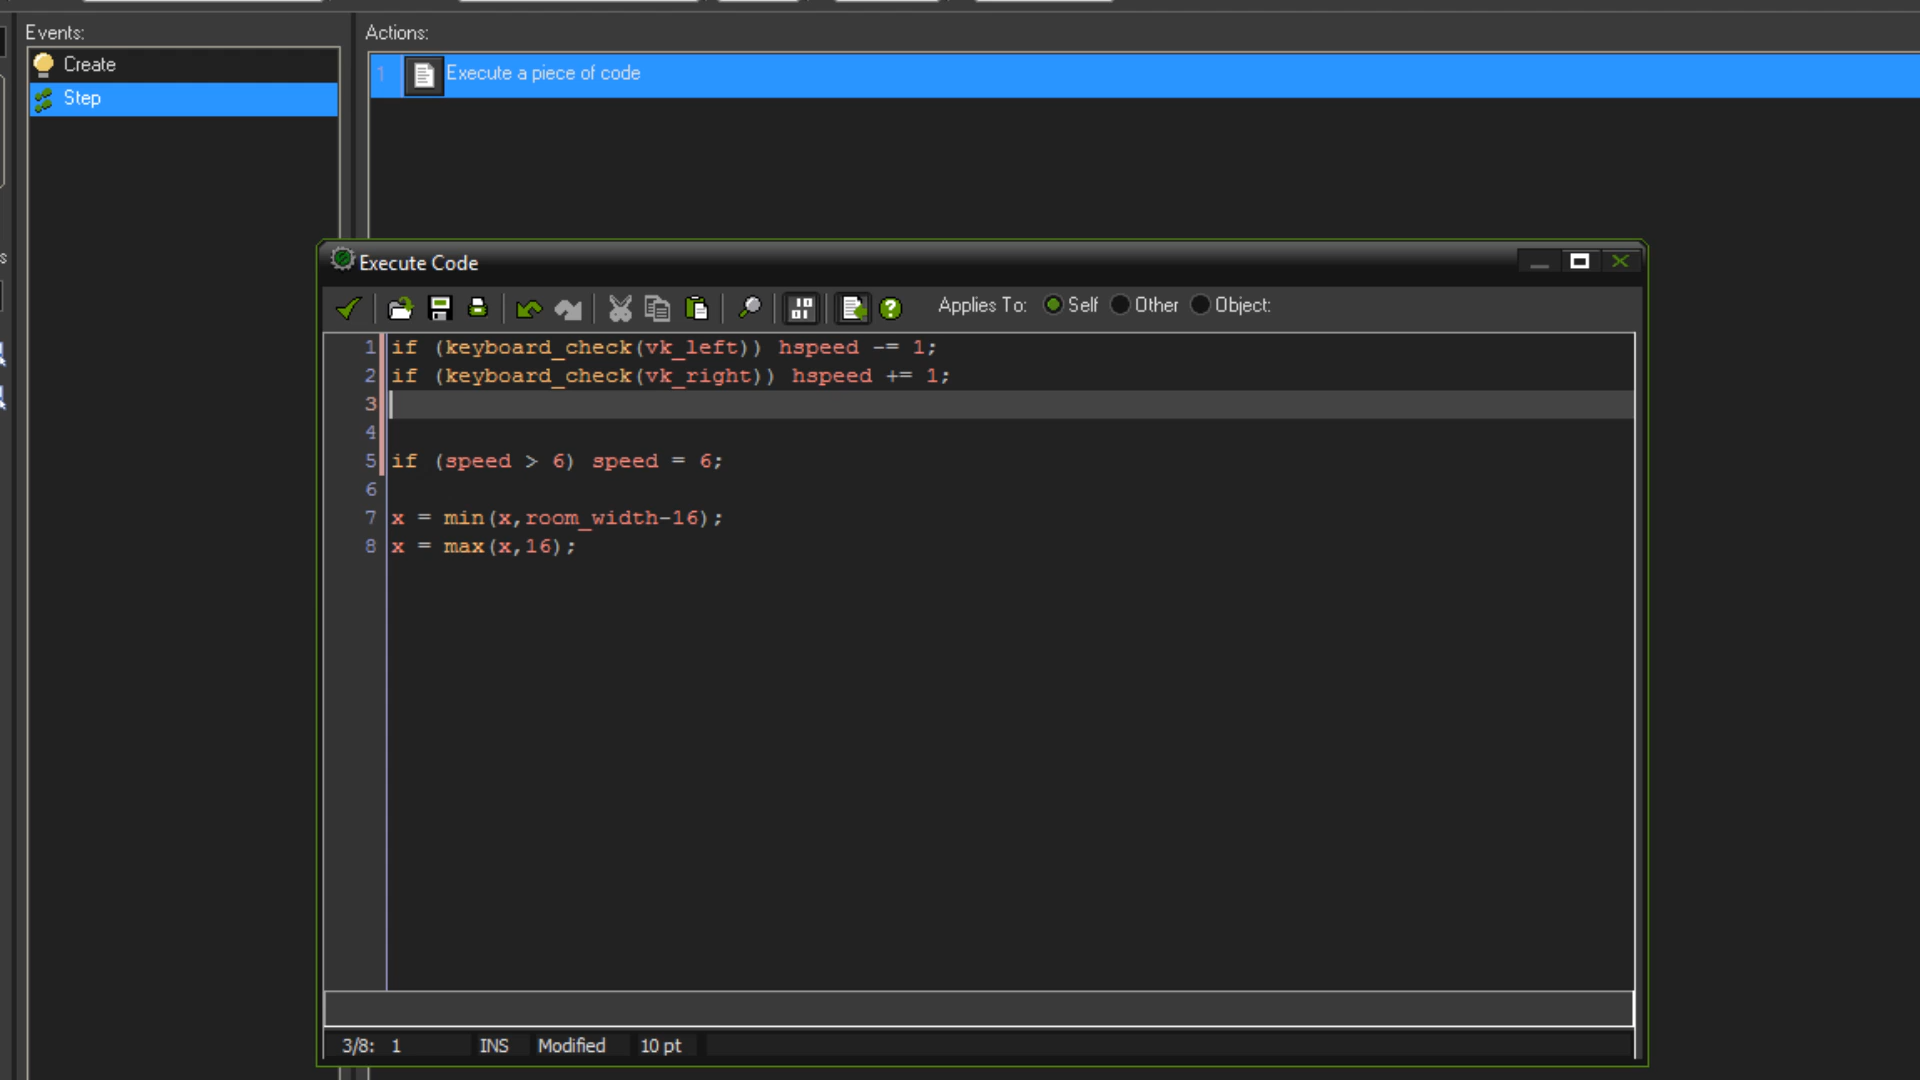 Events:
Actions:
Create
Step
1 Execute a piece of code
s
Execute Code
Applies To: Self Other Object:
1 if (keyboard_check(vk_left)) hspeed -= 1;
2 if (keyboard_check(vk_right)) hspeed += 1;
3
4
5 if (speed > 6) speed = 6;
6
7 x = min(x,room_width-16);
8 x = max(x,16);
3/8: 1 INS Modified 10 pt